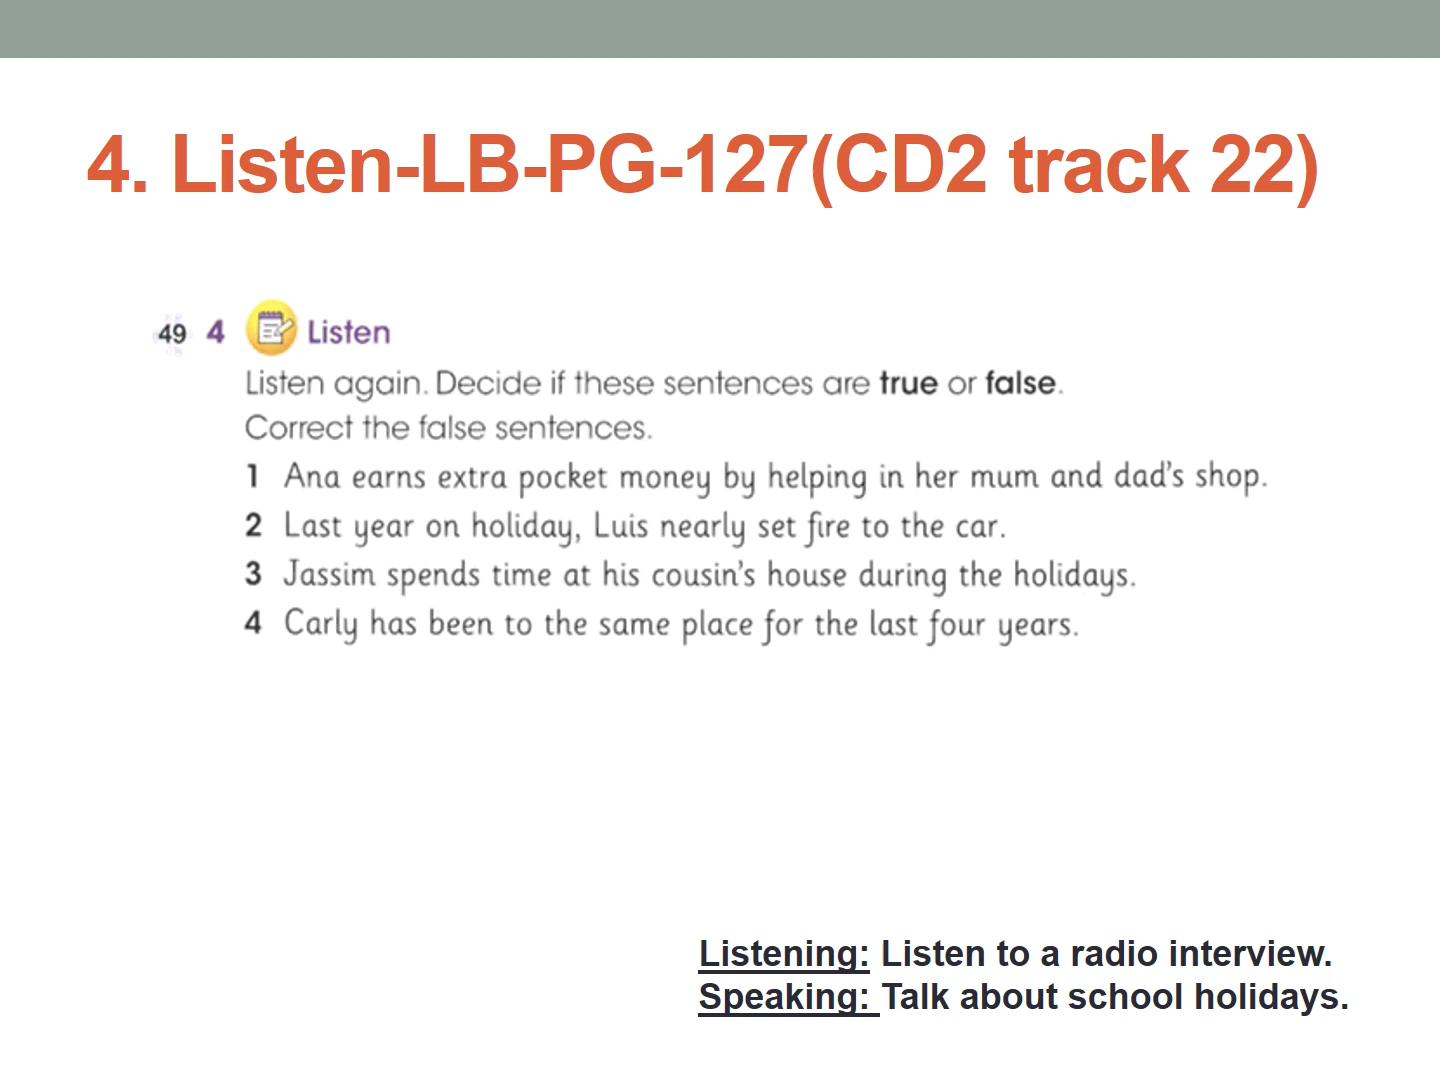 4. Listen-LB-PG-127(CD2 track 22)
49 4 Listen
Listen again. Decide if these sentences are true or false.
Correct the false sentences.
1 Ana earns extra pocket money by helping in her mum and dad's shop.
2 Last year on holiday, Luis nearly set fire to the car.
3 Jassim spends time at his cousin's house during the holidays.
4 Carly has been to the same place for the last four years.
Listening: Listen to a radio interview.
Speaking: Talk about school holidays.